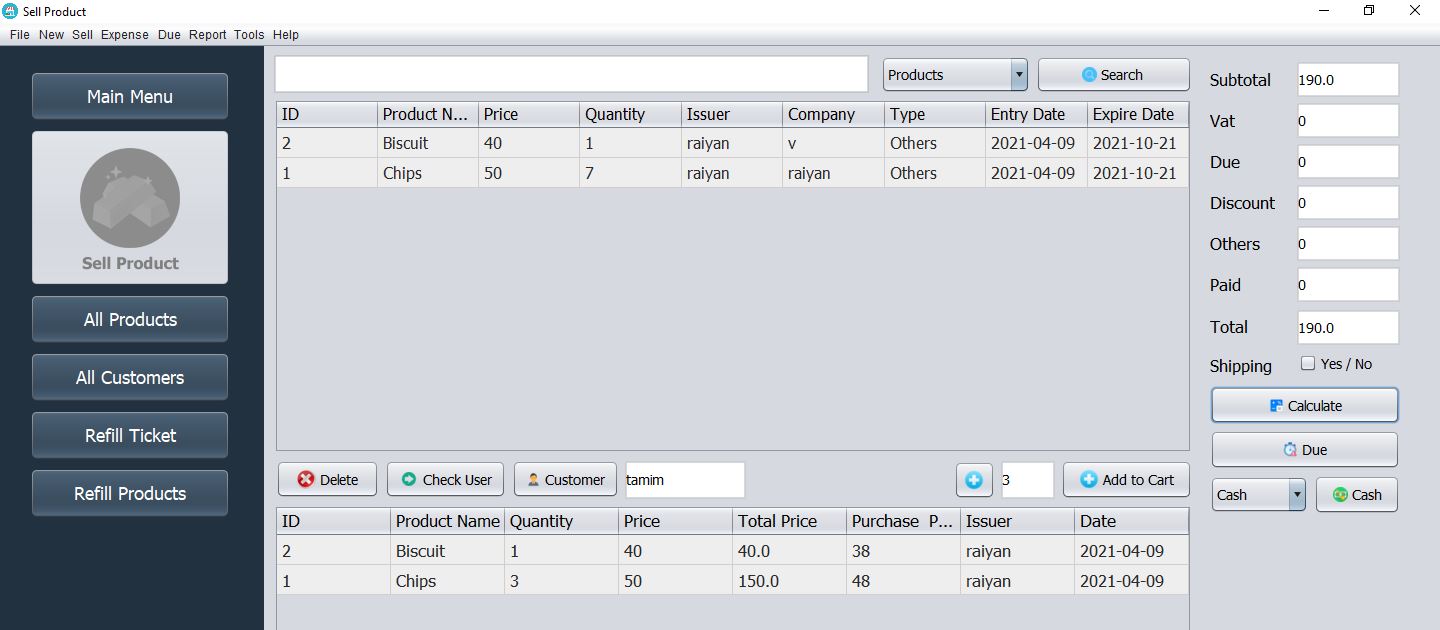 Sell Product
File New Sell Expense Due Report Tools Help
Main Menu
Sell Product
All Products
All Customers
Refill Ticket
Refill Products
Products Search
ID Product N... Price Quantity Issuer Company Type Entry Date Expire Date
2 Biscuit 40 1 raiyan v Others 2021-04-09 2021-10-21
1 Chips 50 7 raiyan raiyan Others 2021-04-09 2021-10-21
Delete Check User Customer tamim 3 Add to Cart
ID Product Name Quantity Price Total Price Purchase P... Issuer Date
2 Biscuit 1 40 40.0 38 raiyan 2021-04-09
1 Chips 3 50 150.0 48 raiyan 2021-04-09
Subtotal 190.0
Vat 0
Due 0
Discount 0
Others 0
Paid 0
Total 190.0
Shipping Yes / No
Calculate
Due
Cash Cash